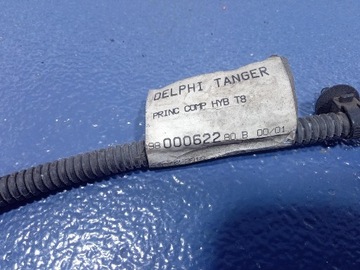 DELPHI TANGER
PRINC COMP HYB T8
98 000622 80 B 00/01